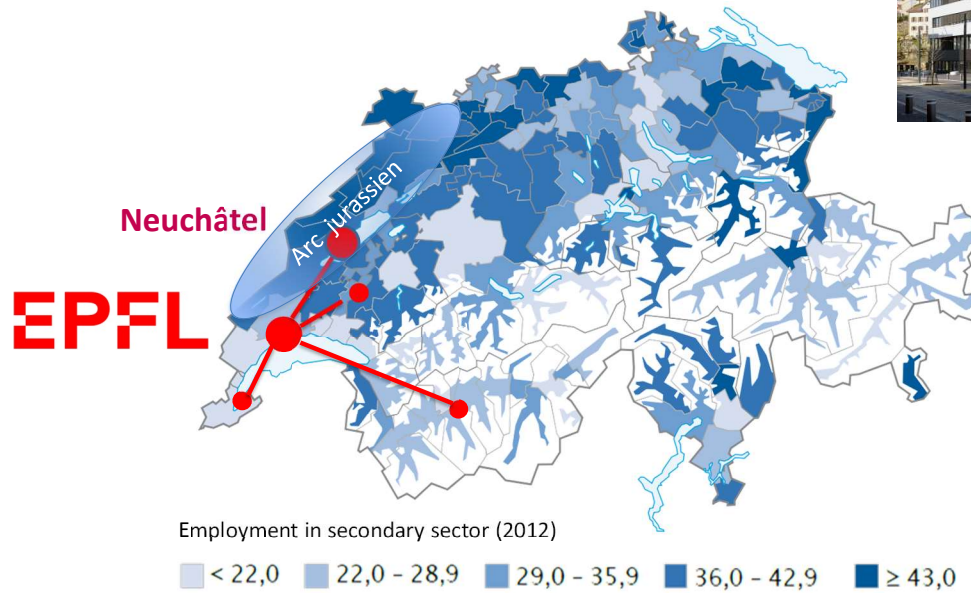 Neuchâtel
Arc jurassien
EPFL
Employment in secondary sector (2012)
< 22,0
22,0 – 28,9
29,0 – 35,9
36,0 – 42,9
≥ 43,0